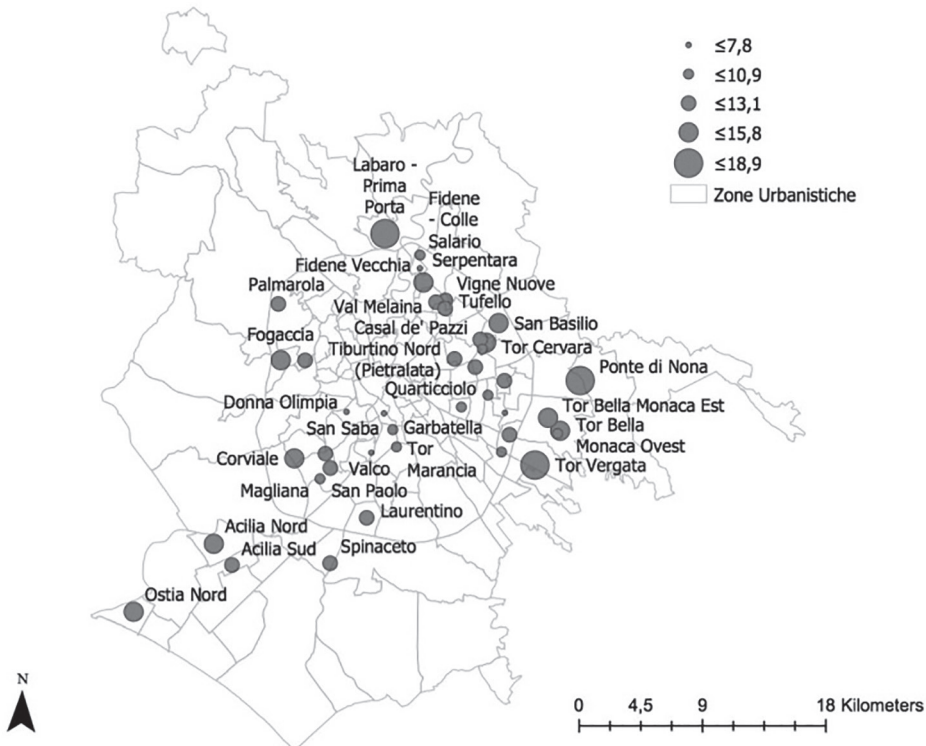 ≤7,8
≤10,9
≤13,1
≤15,8
≤18,9
Zone Urbanistiche
Labaro -
Prima
Porta
Fidene
- Colle
Salario
Serpentara
Fidene Vecchia
Palmarola
Vigne Nuove
Val Melaina
Tufello
Casal de' Pazzi
San Basilio
Fogaccia
Tiburtino Nord
(Pietralata)
Tor Cervara
Ponte di Nona
Quarticciolo
Donna Olimpia
Tor Bella Monaca Est
San Saba
Garbatella
Tor Bella
Monaca Ovest
Corviale
Tor
Marancia
Valco
San Paolo
Tor Vergata
Magliana
Laurentino
Acilia Nord
Acilia Sud
Spinaceto
Ostia Nord
N
0 4,5 9 18 Kilometers